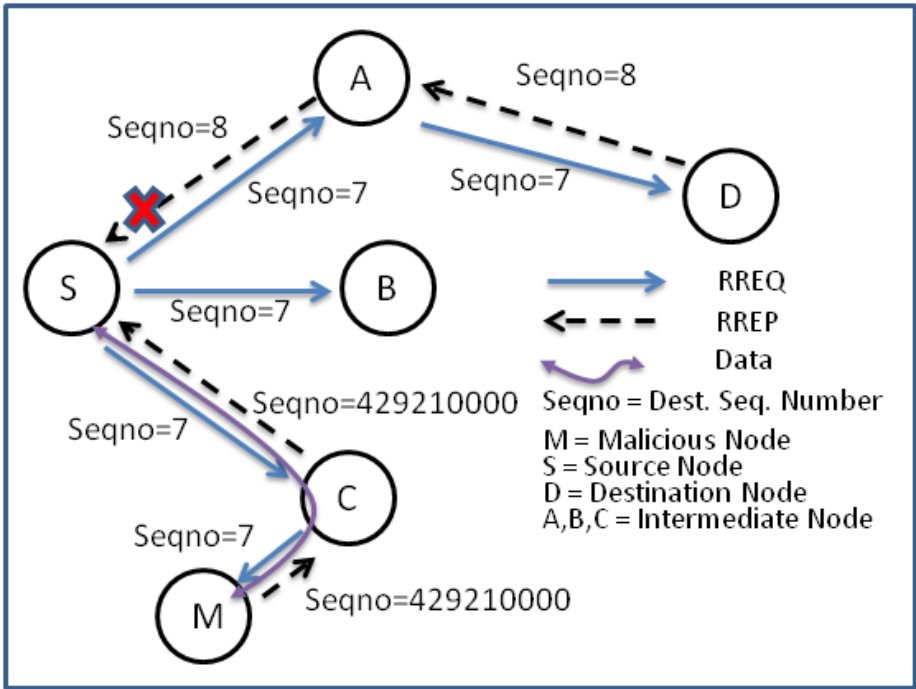 A
Seqno=8
Seqno=8
Seqno=7
Seqno=7
D
S
B
Seqno=7
RREQ
RREP
Data
Seqno=429210000
Seqno=7
Seqno = Dest. Seq. Number
M = Malicious Node
S = Source Node
D = Destination Node
A,B,C = Intermediate Node
C
Seqno=7
M
Seqno=429210000